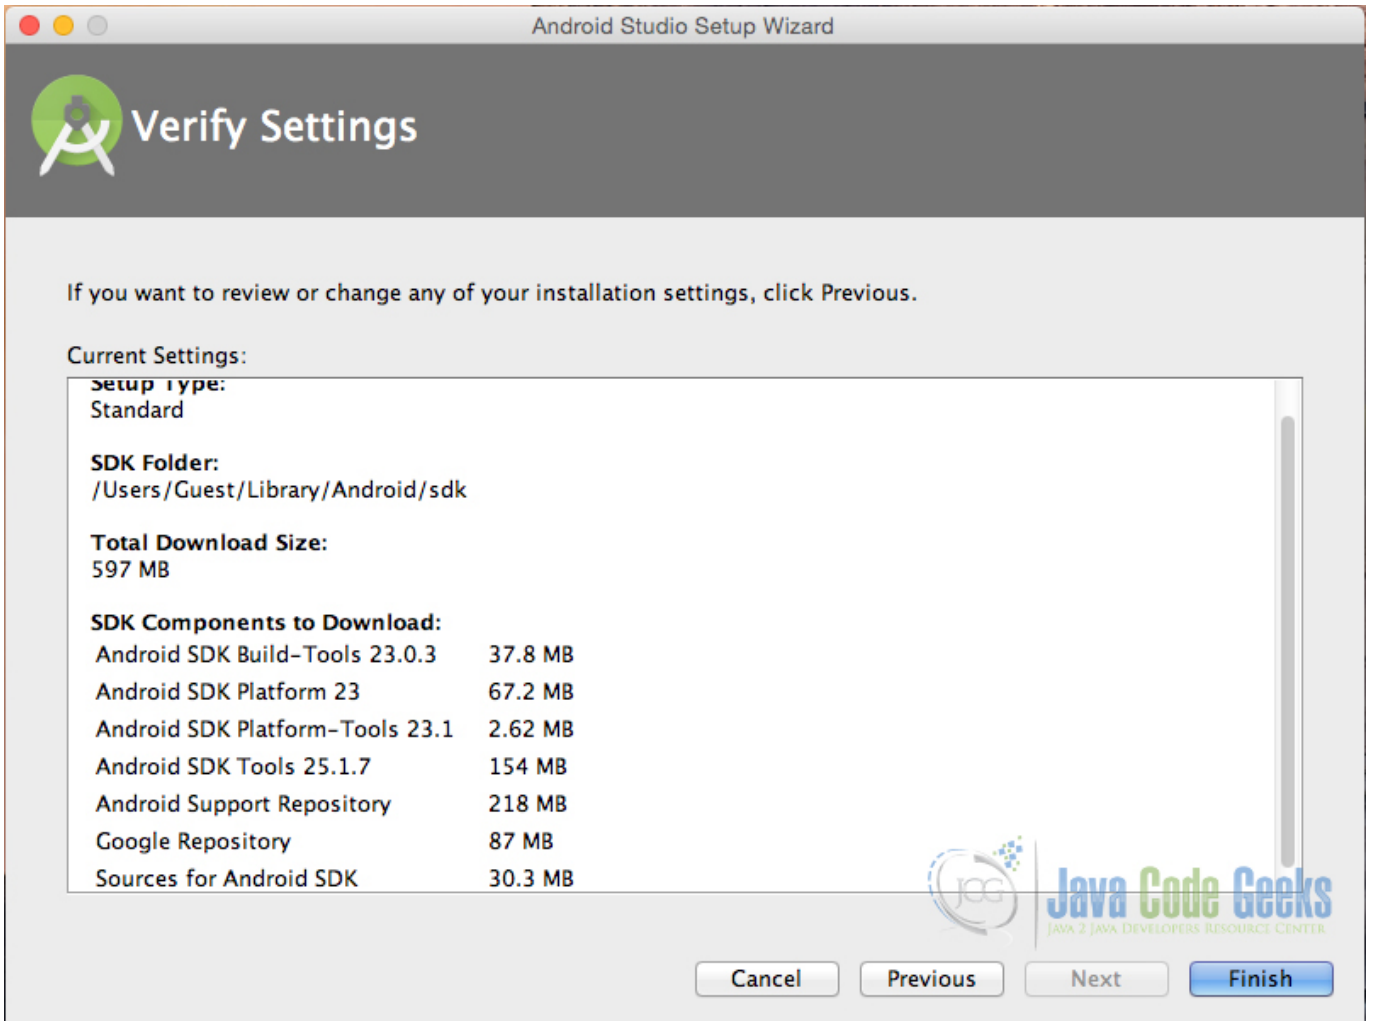 Android Studio Setup Wizard
Verify Settings
If you want to review or change any of your installation settings, click Previous.
Current Settings:
Setup Type:
Standard
SDK Folder:
/Users/Guest/Library/Android/sdk
Total Download Size:
597 MB
SDK Components to Download:
Android SDK Build-Tools 23.0.3 37.8 MB
Android SDK Platform 23 67.2 MB
Android SDK Platform-Tools 23.1 2.62 MB
Android SDK Tools 25.1.7 154 MB
Android Support Repository 218 MB
Google Repository 87 MB
Sources for Android SDK 30.3 MB
JCG
Java Code Geeks
JAVA 2 JAVA DEVELOPERS RESOURCE CENTER
Cancel Previous Next Finish